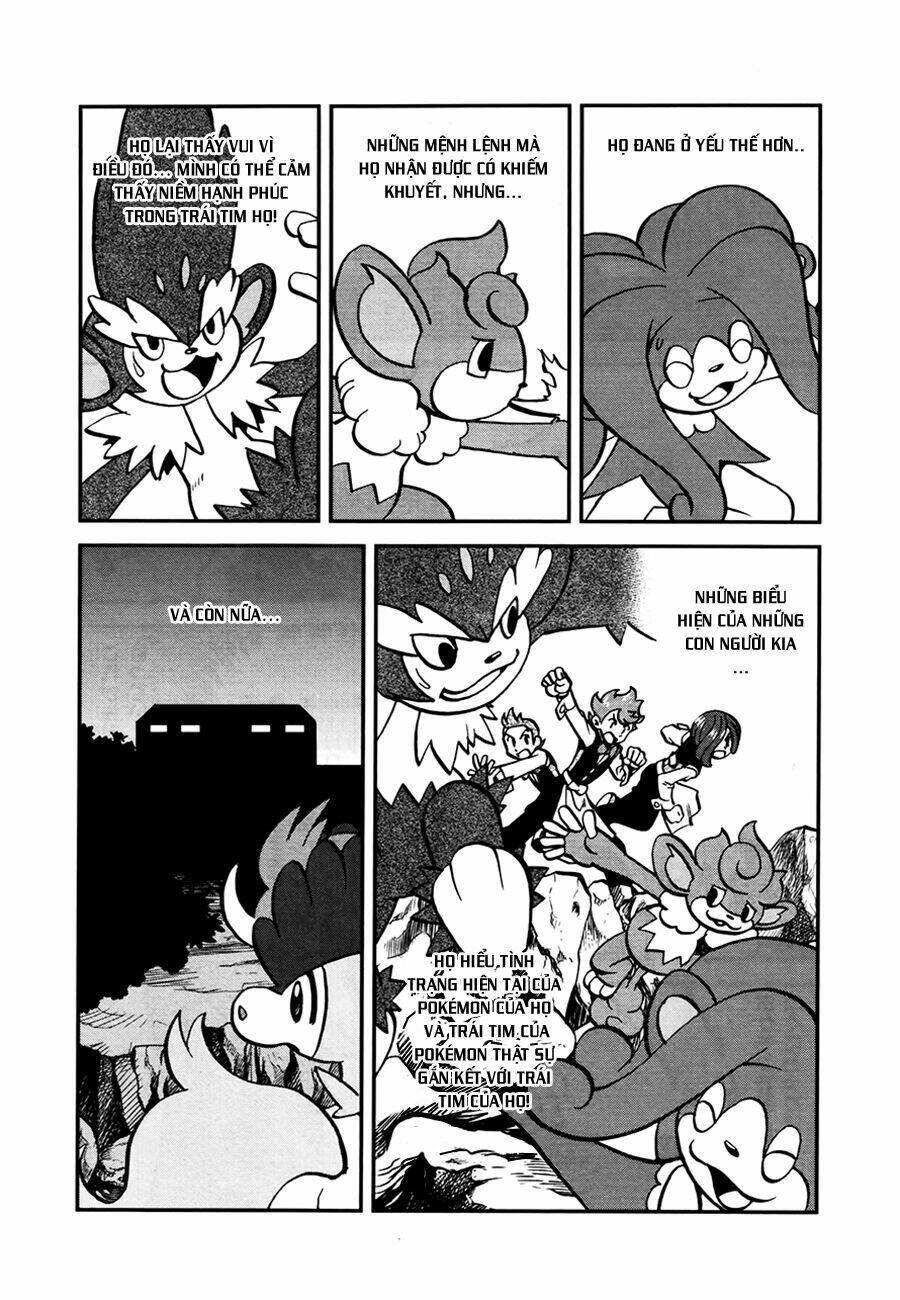 HỌ ĐANG Ở YẾU THẾ HƠN..
NHỮNG MỆNH LỆNH MÀ
HỌ NHẬN ĐƯỢC CÓ KHIẾM
KHUYẾT, NHƯNG...
HỌ LẠI THẤY VUI VÌ
ĐIỀU ĐÓ... MÌNH CÓ THỂ CẢM
THẤY NIỀM HẠNH PHÚC
TRONG TRÁI TIM HỌ!
NHỮNG BIỂU
HIỆN CỦA NHỮNG
CON NGƯỜI KIA
...
HỌ HIỂU TÌNH
TRẠNG HIỆN TẠI CỦA
POKÉMON CỦA HỌ
VÀ TRÁI TIM CỦA
POKÉMON THẬT SỰ
GẮN KẾT VỚI TRÁI
TIM CỦA HỌ!
VÀ CÒN NỮA...